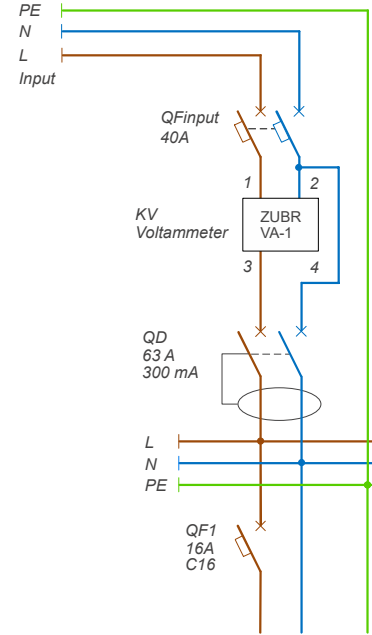 PE
N
L
Input
QFinput
40A
1
2
KV
Voltammeter
ZUBR
VA-1
3
4
QD
63 A
300 mA
L
N
PE
QF1
16A
C16